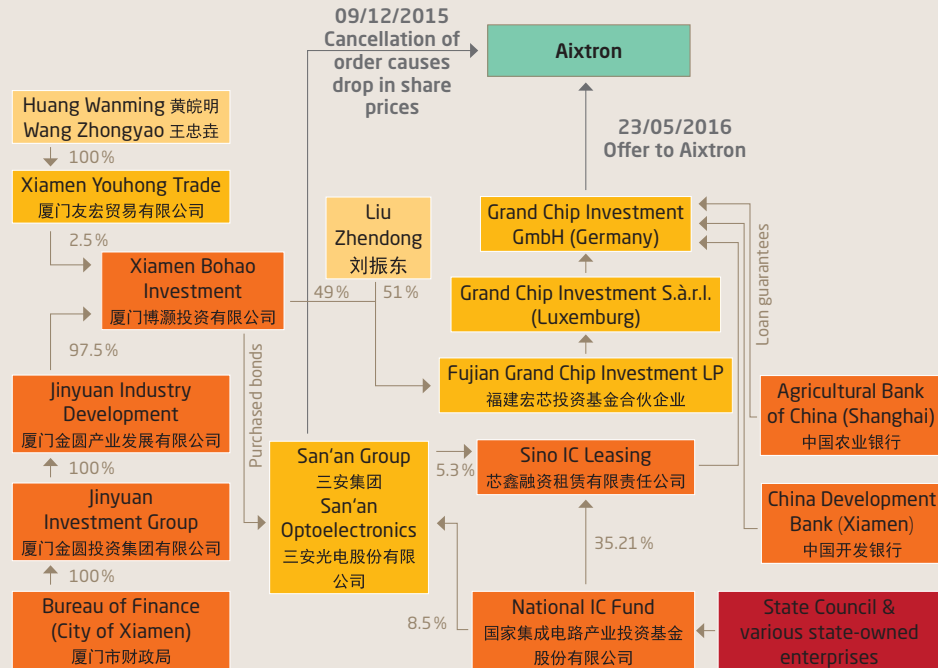 09/12/2015
Cancellation of
order causes
drop in share
prices
Aixtron
Huang Wanming 黄皖明
Wang Zhongyao 王忠垚
100%
23/05/2016
Offer to Aixtron
Xiamen Youhong Trade
厦门友宏贸易有限公司
2.5%
Liu
Zhendong
刘振东
Grand Chip Investment
GmbH (Germany)
Loan guarantees
Xiamen Bohao
Investment
厦门博灏投资有限公司
49%
51%
Grand Chip Investment S.à.r.l.
(Luxemburg)
97.5%
Purchased bonds
Fujian Grand Chip Investment LP
福建宏芯投资基金合伙企业
Jinyuan Industry
Development
厦门金圆产业发展有限公司
Agricultural Bank
of China (Shanghai)
中国农业银行
100%
San'an Group
三安集团
San'an
Optoelectronics
三安光电股份有限
公司
5.3%
Sino IC Leasing
芯鑫融资租赁有限责任公司
Jinyuan
Investment Group
厦门金圆投资集团有限公司
China Development
Bank (Xiamen)
中国开发银行
35.21%
100%
Bureau of Finance
(City of Xiamen)
厦门市财政局
8.5%
National IC Fund
国家集成电路产业投资基金
股份有限公司
State Council &
various state-owned
enterprises